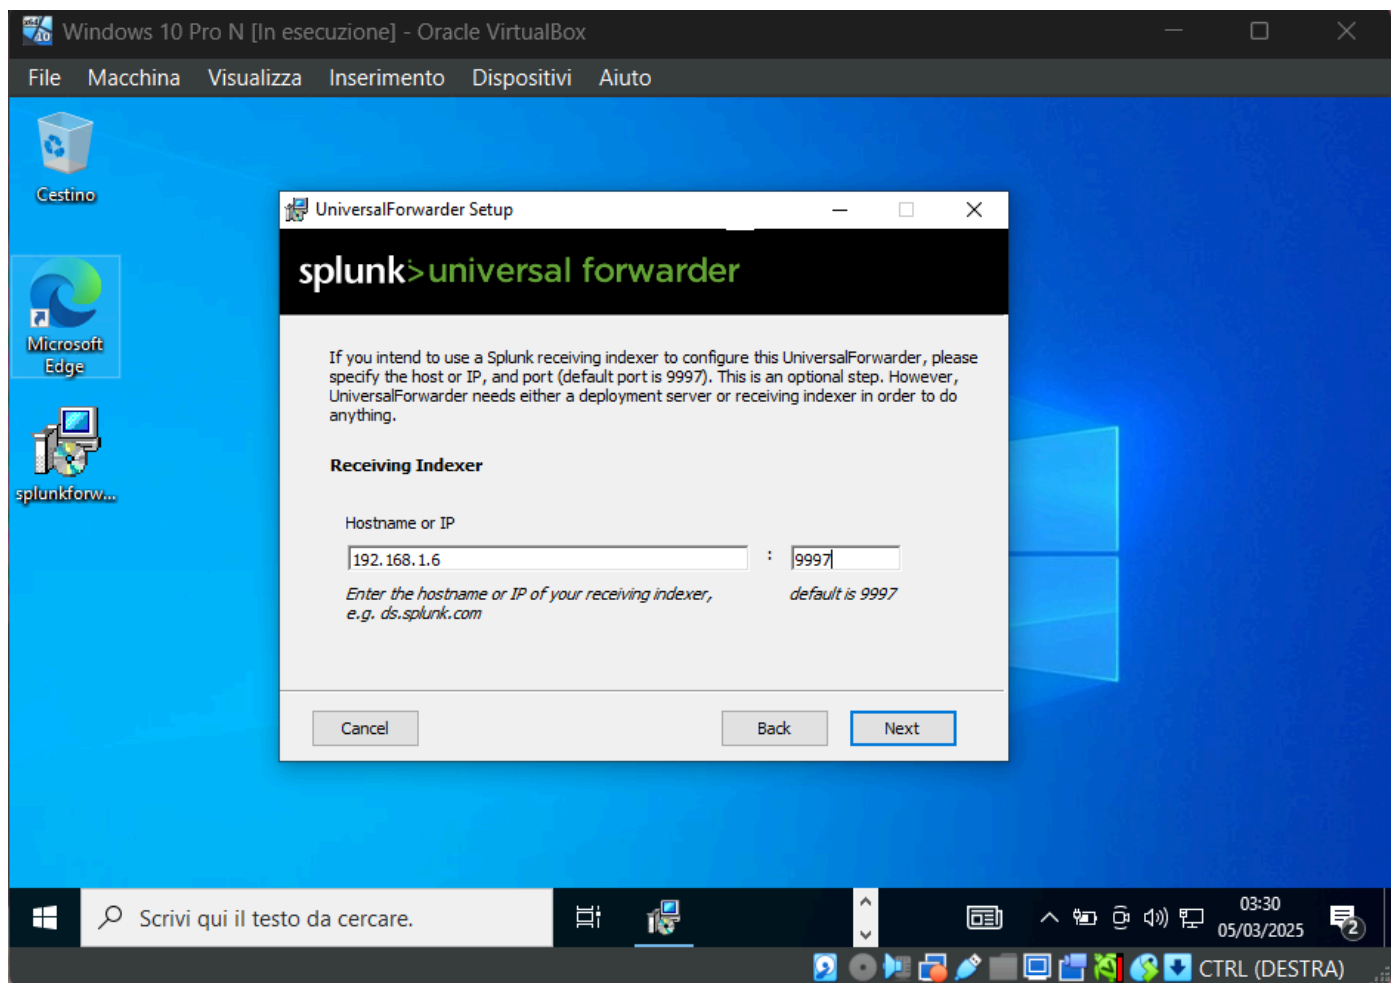 Windows 10 Pro N [In esecuzione] - Oracle VirtualBox
File Macchina Visualizza Inserimento Dispositivi Aiuto
Cestino
Microsoft
Edge
splunkforw...
UniversalForwarder Setup
splunk>universal forwarder
If you intend to use a Splunk receiving indexer to configure this UniversalForwarder, please
specify the host or IP, and port (default port is 9997). This is an optional step. However,
UniversalForwarder needs either a deployment server or receiving indexer in order to do
anything.
Receiving Indexer
Hostname or IP
192.168.1.6 : 9997
Enter the hostname or IP of your receiving indexer, default is 9997
e.g. ds.splunk.com
Cancel Back Next
Scrivi qui il testo da cercare.
03:30
05/03/2025
2
CTRL (DESTRA)